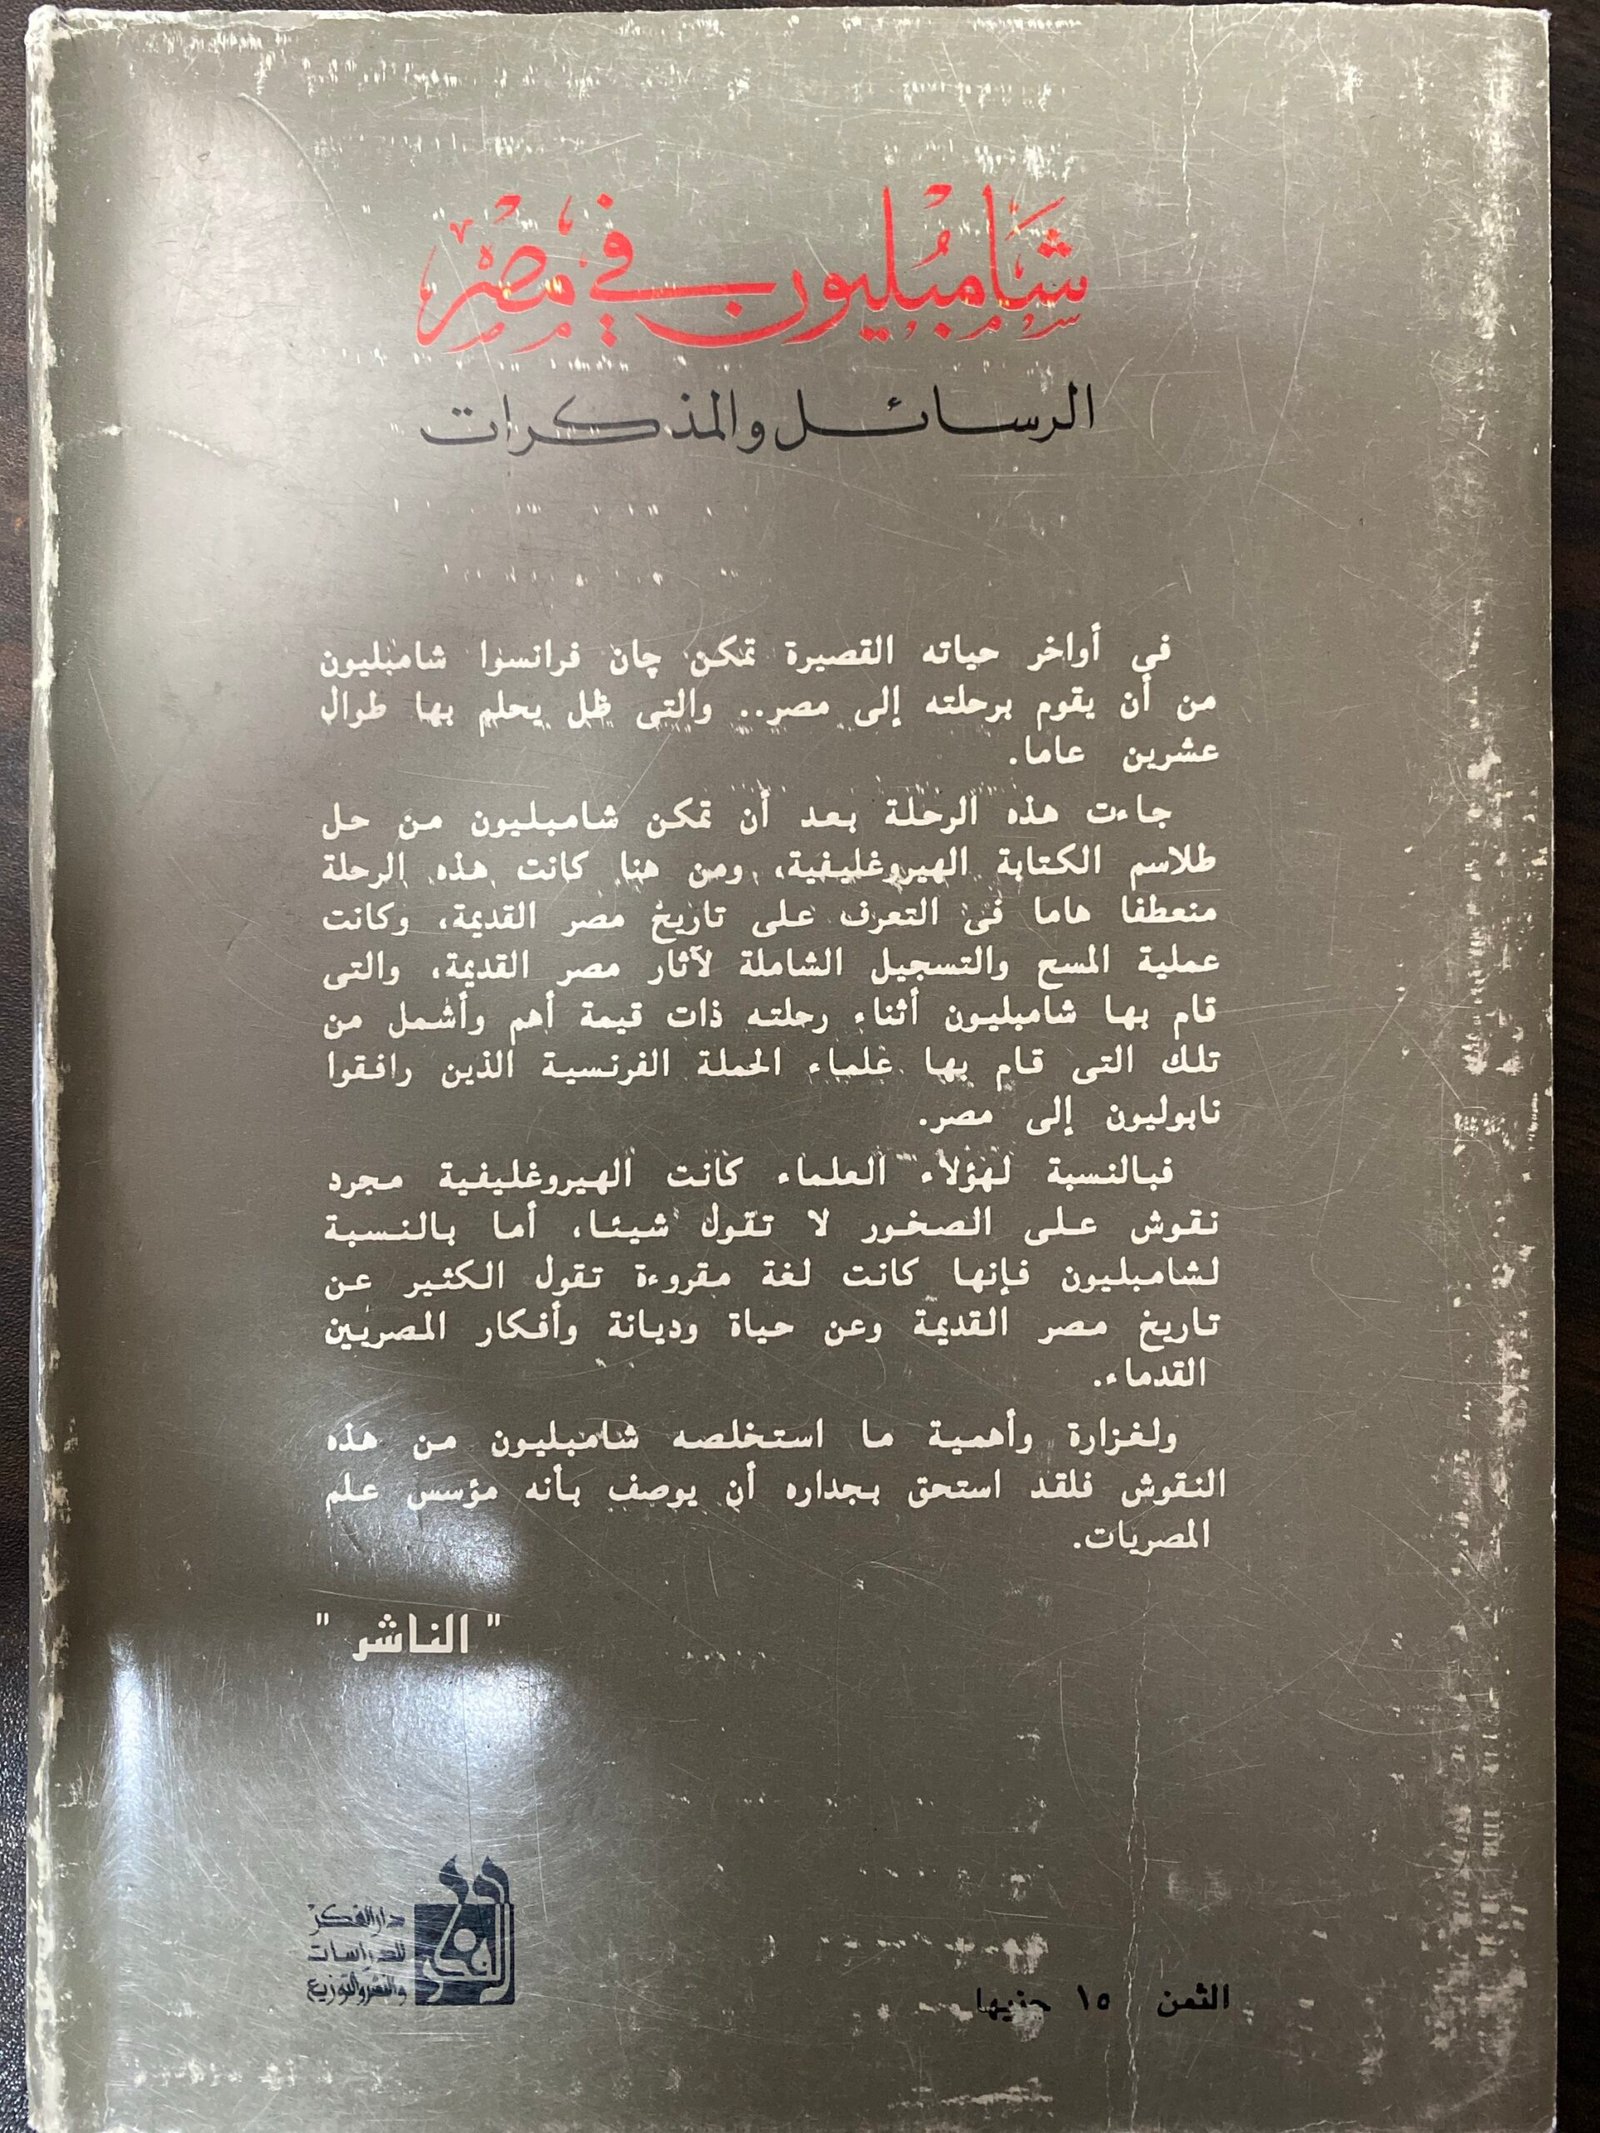 شامبليون في مصر
الرسائل والمذكرات
في أواخر حياته القصيرة تمكن چان فرانسوا شامبليون
من أن يقوم برحلته إلى مصر.. والتى ظل يحلم بها طوال
عشرين عاما.
جاءت هذه الرحلة بعد أن تمكن شامبليون من حل
طلاسم الكتابة الهيروغليفية، ومن هنا كانت هذه الرحلة
منعطفا هاما فى التعرف على تاريخ مصر القديمة، وكانت
عملية المسح والتسجيل الشاملة لآثار مصر القديمة، والتى
قام بها شامبليون أثناء رحلته ذات قيمة أهم وأشمل من
تلك التى قام بها علماء الحملة الفرنسية الذين رافقوا
نابوليون إلى مصر.
فبالنسبة لهؤلاء العلماء كانت الهيروغليفية مجرد
نقوش على الصخور لا تقول شيئا، أما بالنسبة
لشامبليون فإنها كانت لغة مقروءة تقول الكثير عن
تاريخ مصر القديمة وعن حياة وديانة وأفكار المصريين
القدماء.
ولغزارة وأهمية ما استخلصه شامبليون من هذه
النقوش فلقد استحق بجداره أن يوصف بأنه مؤسس علم
المصريات.
" الناشر "
دار الفكر
للدراسات
والنشر والتوزيع
الثمن ١٥ جنيها